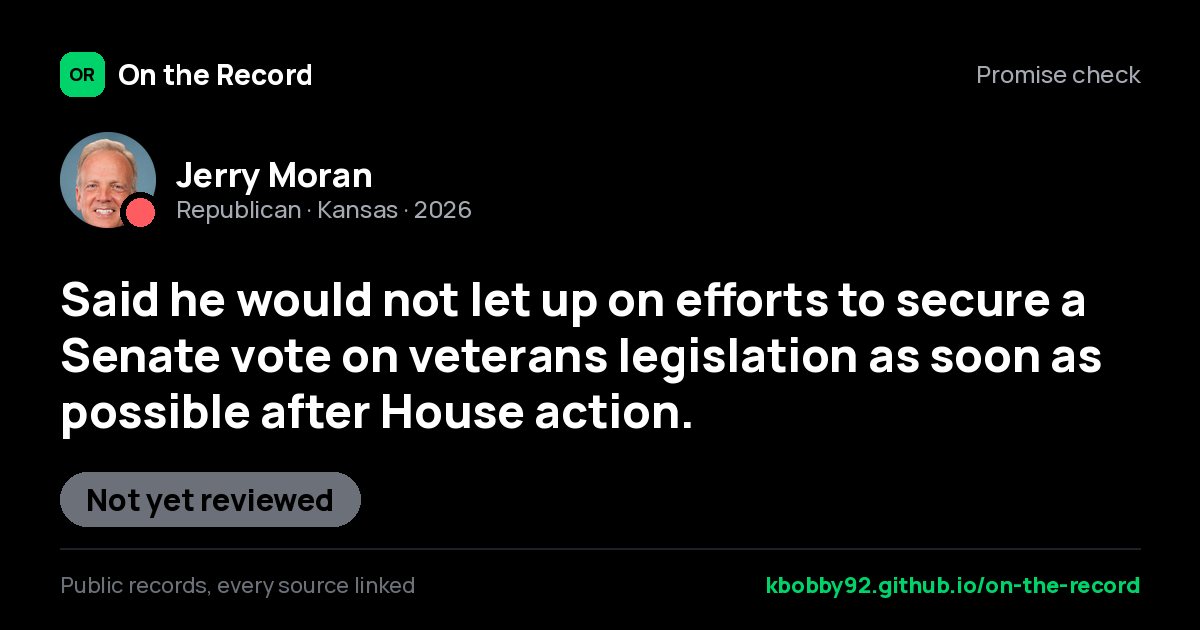 OR On the Record
Promise check
Jerry Moran
Republican · Kansas · 2026
Said he would not let up on efforts to secure a
Senate vote on veterans legislation as soon as
possible after House action.
Not yet reviewed
Public records, every source linked
kbobby92.github.io/on-the-record